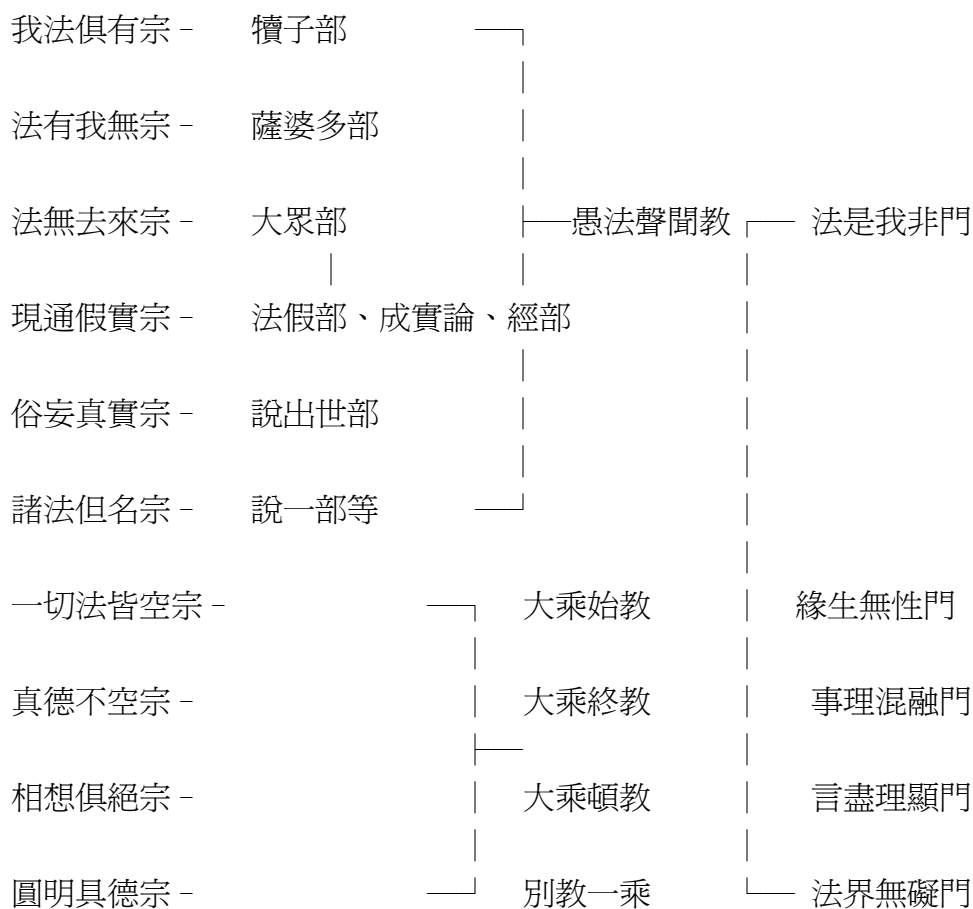 我法俱有宗－ 犢子部
法有我無宗－ 薩婆多部
法無去來宗－ 大眾部 愚法聲聞教 法是我非門
現通假實宗－ 法假部、成實論、經部
俗妄真實宗－ 說出世部
諸法但名宗－ 說一部等
一切法皆空宗－ 大乘始教 緣生無性門
真德不空宗－ 大乘終教 事理混融門
相想俱絕宗－ 大乘頓教 言盡理顯門
圓明具德宗－ 別教一乘 法界無礙門